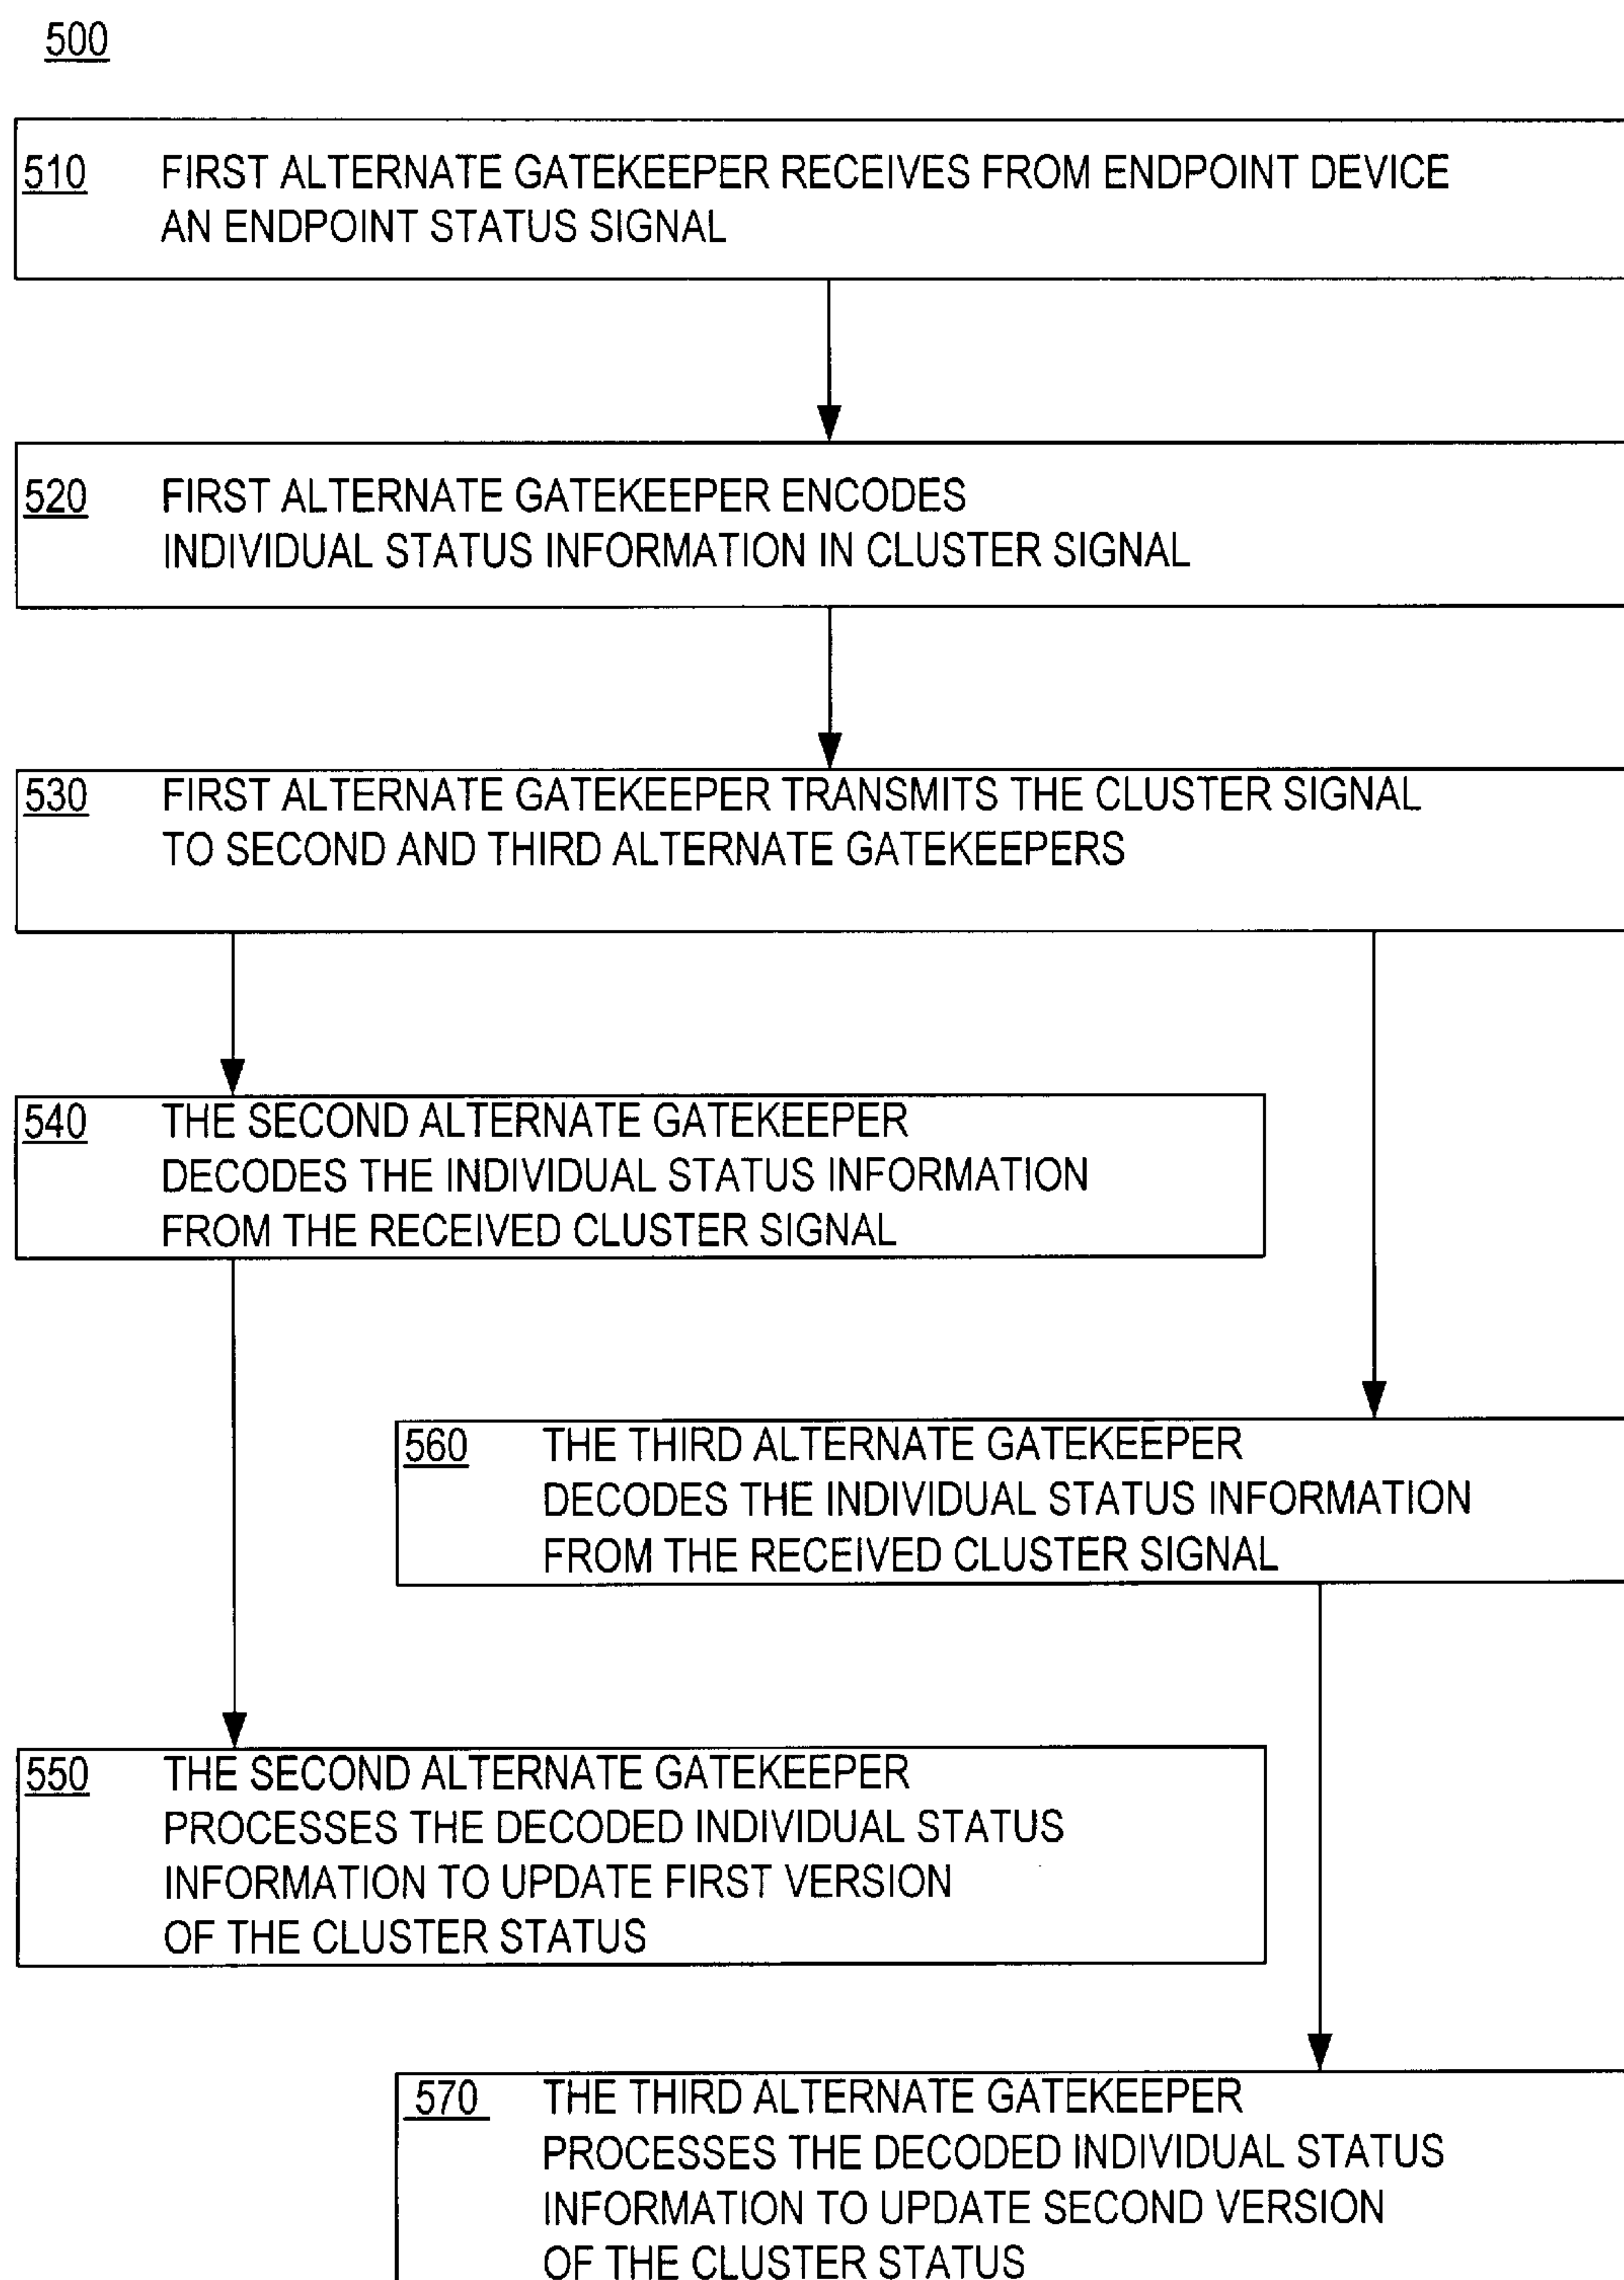 500
510 FIRST ALTERNATE GATEKEEPER RECEIVES FROM ENDPOINT DEVICE
AN ENDPOINT STATUS SIGNAL
520 FIRST ALTERNATE GATEKEEPER ENCODES
INDIVIDUAL STATUS INFORMATION IN CLUSTER SIGNAL
530 FIRST ALTERNATE GATEKEEPER TRANSMITS THE CLUSTER SIGNAL
TO SECOND AND THIRD ALTERNATE GATEKEEPERS
540 THE SECOND ALTERNATE GATEKEEPER
DECODES THE INDIVIDUAL STATUS INFORMATION
FROM THE RECEIVED CLUSTER SIGNAL
560 THE THIRD ALTERNATE GATEKEEPER
DECODES THE INDIVIDUAL STATUS INFORMATION
FROM THE RECEIVED CLUSTER SIGNAL
550 THE SECOND ALTERNATE GATEKEEPER
PROCESSES THE DECODED INDIVIDUAL STATUS
INFORMATION TO UPDATE FIRST VERSION
OF THE CLUSTER STATUS
570 THE THIRD ALTERNATE GATEKEEPER
PROCESSES THE DECODED INDIVIDUAL STATUS
INFORMATION TO UPDATE SECOND VERSION
OF THE CLUSTER STATUS